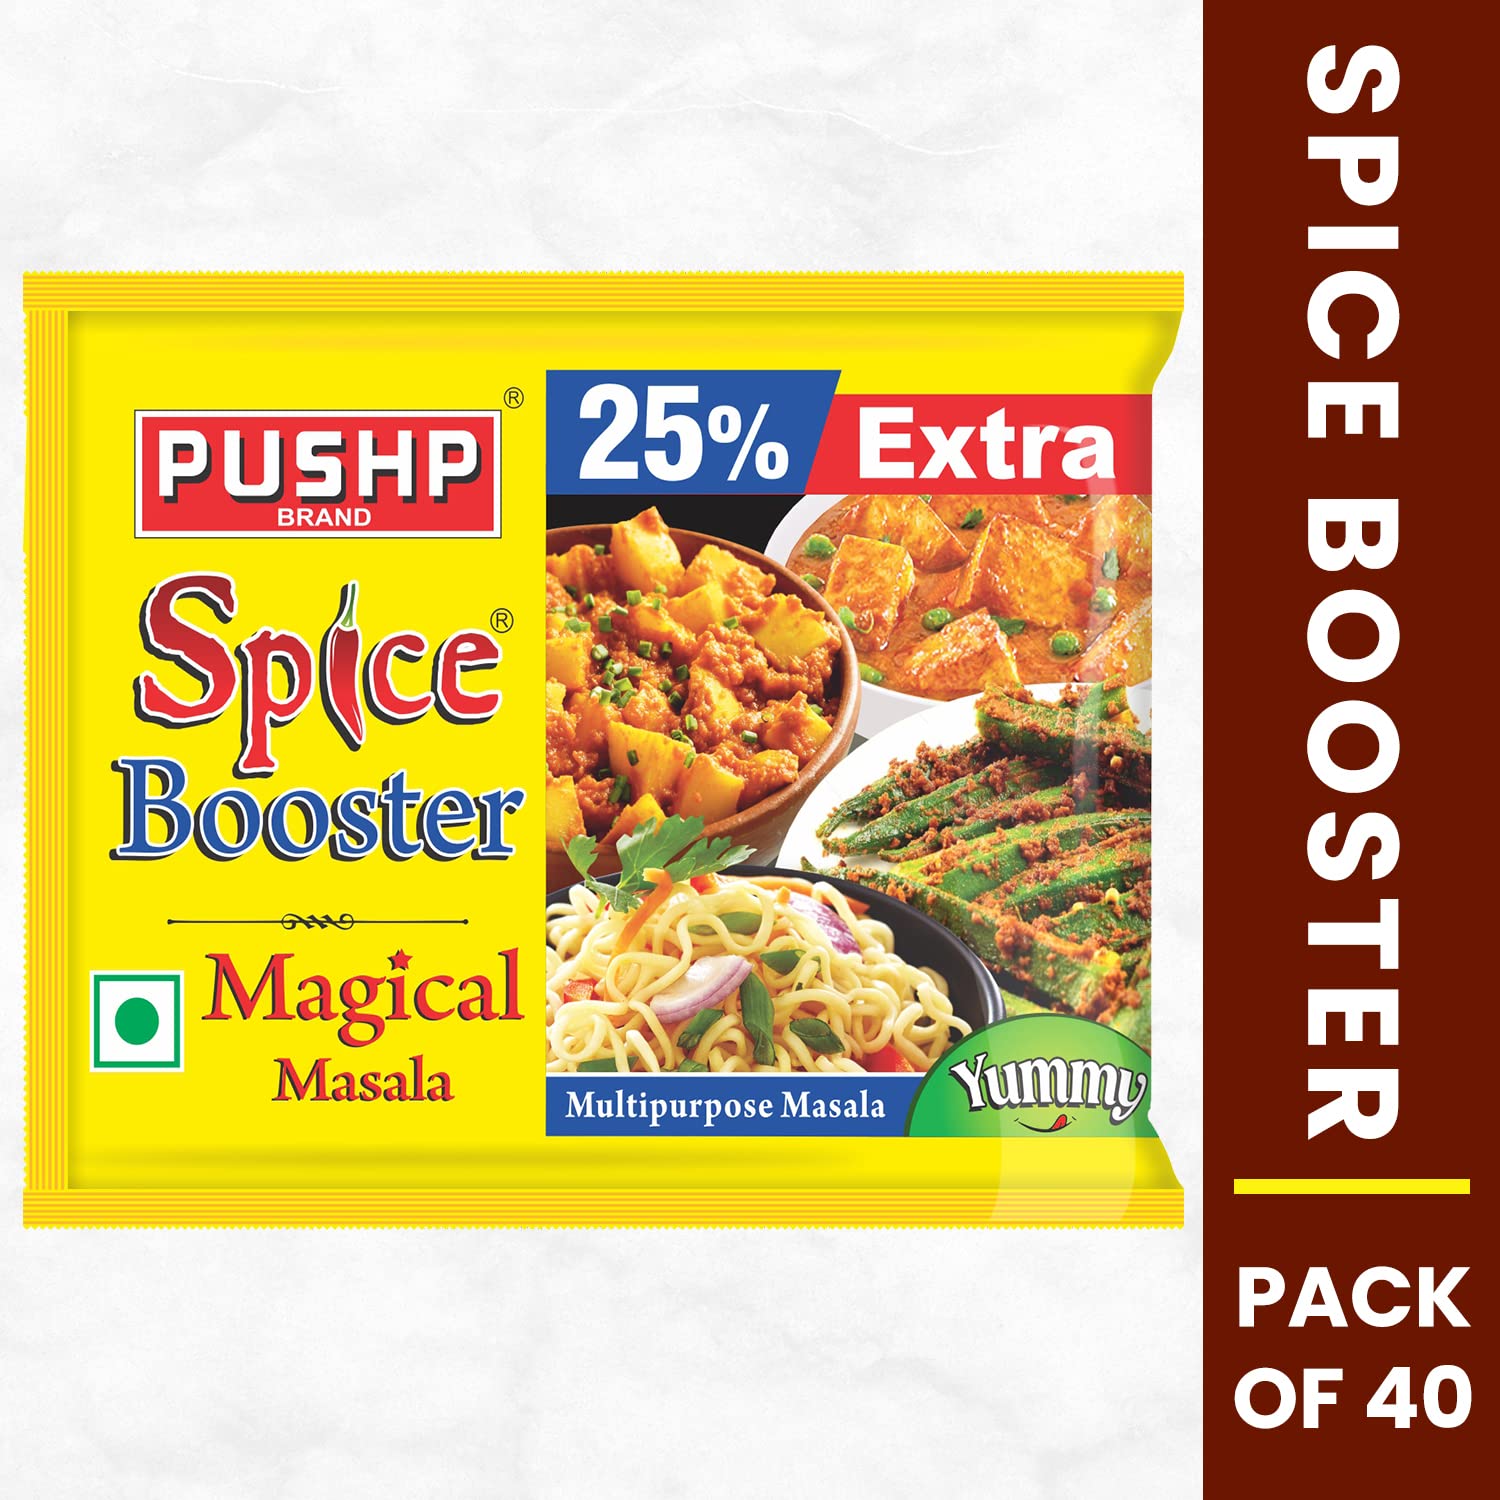 PUSHP
BRAND
®
Spice®
Booster
Magical
Masala
25% Extra
Multipurpose Masala
Yummy
SPICE BOOSTER
PACK
OF 40